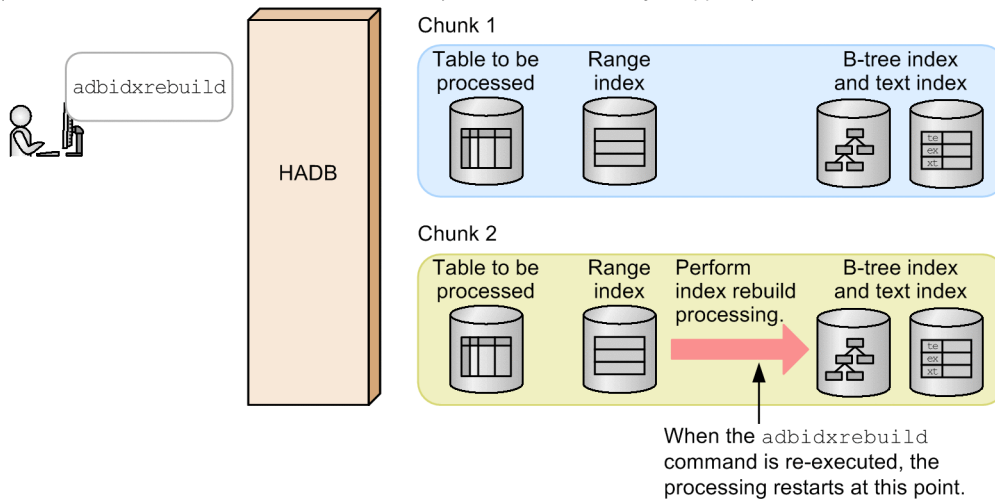 adbidxrebuild
HADB
Chunk 1
Table to be
processed
Range
index
B-tree index
and text index
te
ex
xt
Chunk 2
Table to be
processed
Range
index
Perform
index rebuild
processing.
B-tree index
and text index
te
ex
xt
When the adbidxrebuild
command is re-executed, the
processing restarts at this point.